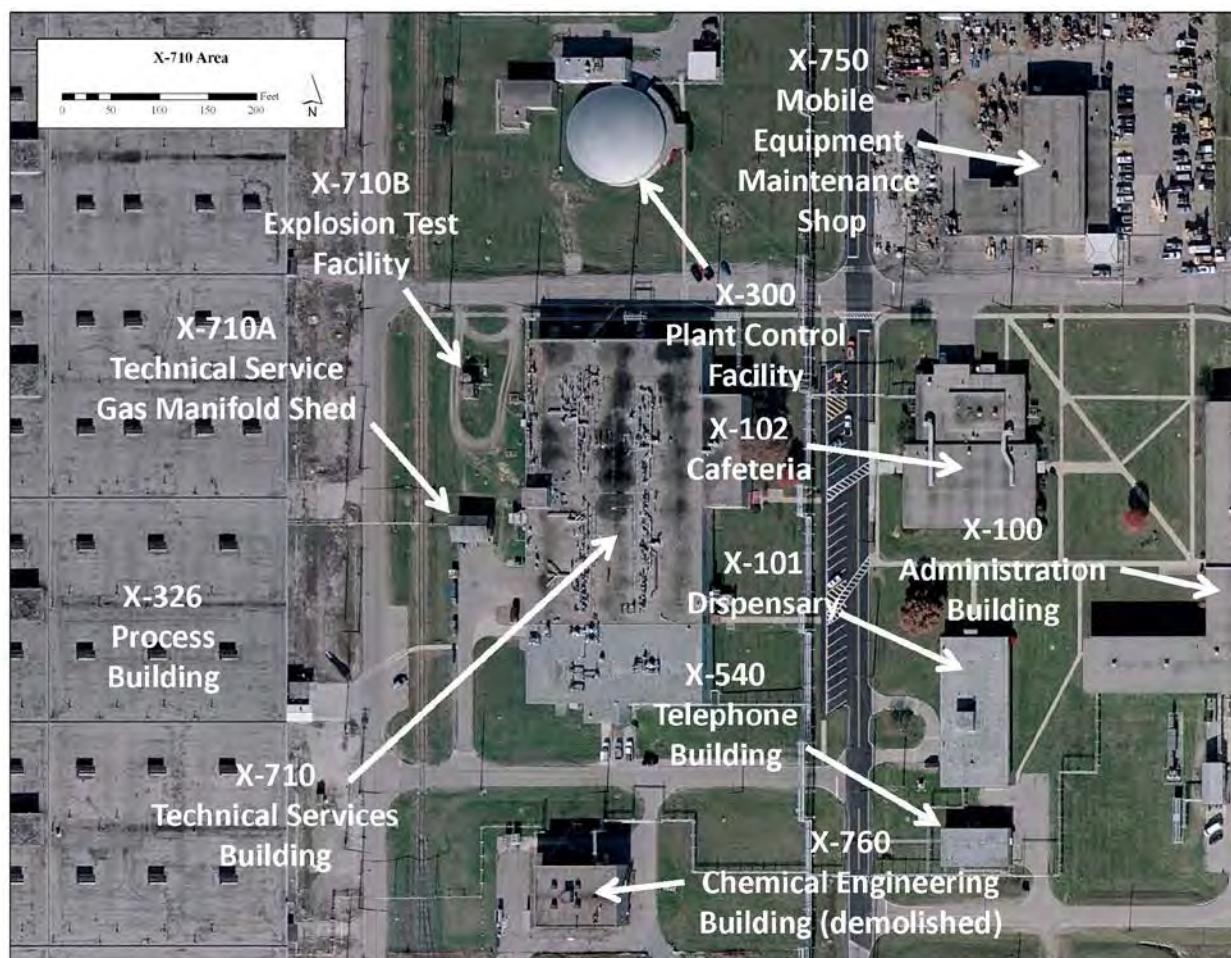 X-710 Area
Feet
0 50 100 150 200
N
X-750
Mobile
Equipment
Maintenance
Shop
X-710B
Explosion Test
Facility
X-300
Plant Control
Facility
X-710A
Technical Service
Gas Manifold Shed
X-102
Cafeteria
X-100
Administration
Building
X-101
Dispensary
X-326
Process
Building
X-540
Telephone
Building
X-710
Technical Services
Building
X-760
Chemical Engineering
Building (demolished)